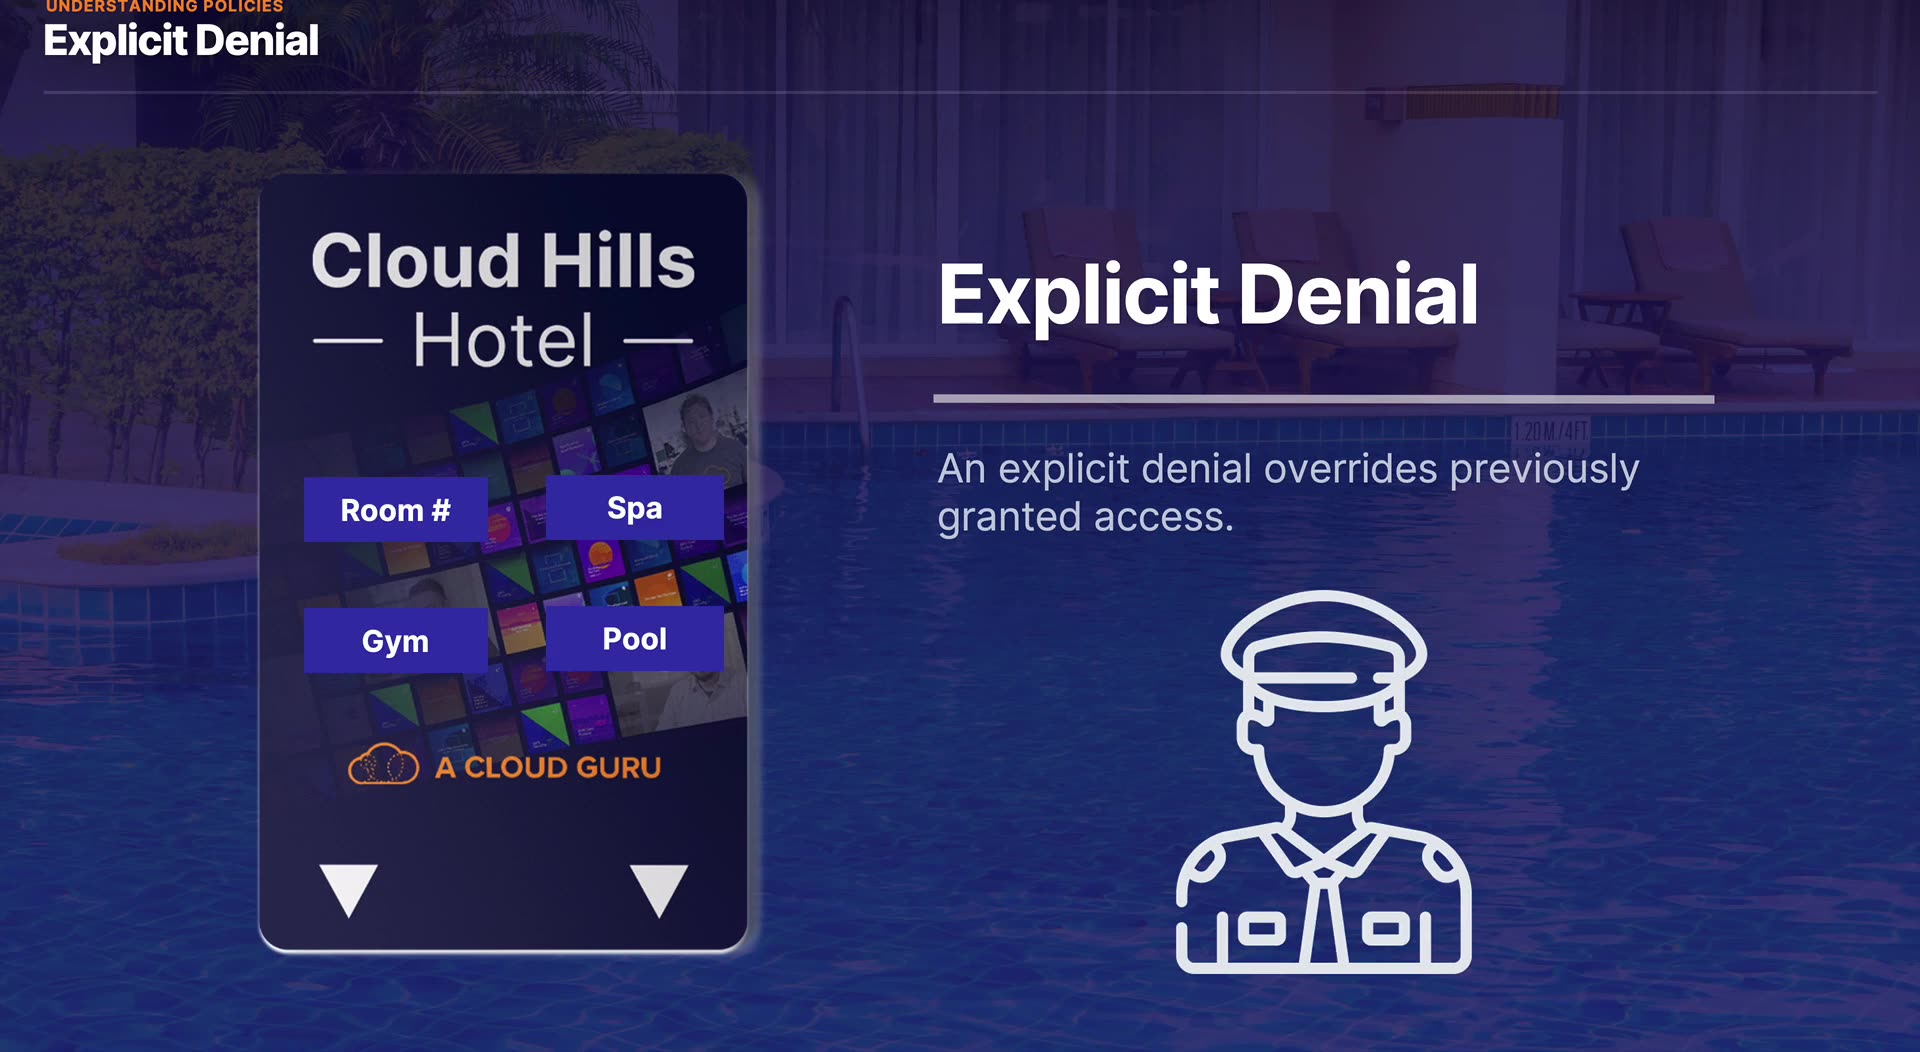 UNDERSTANDING POLICIES
Explicit Denial
Cloud Hills
Hotel
Room #
Spa
Gym
Pool
A CLOUD GURU
Explicit Denial
An explicit denial overrides previously
granted access.
1.20 M./4FT